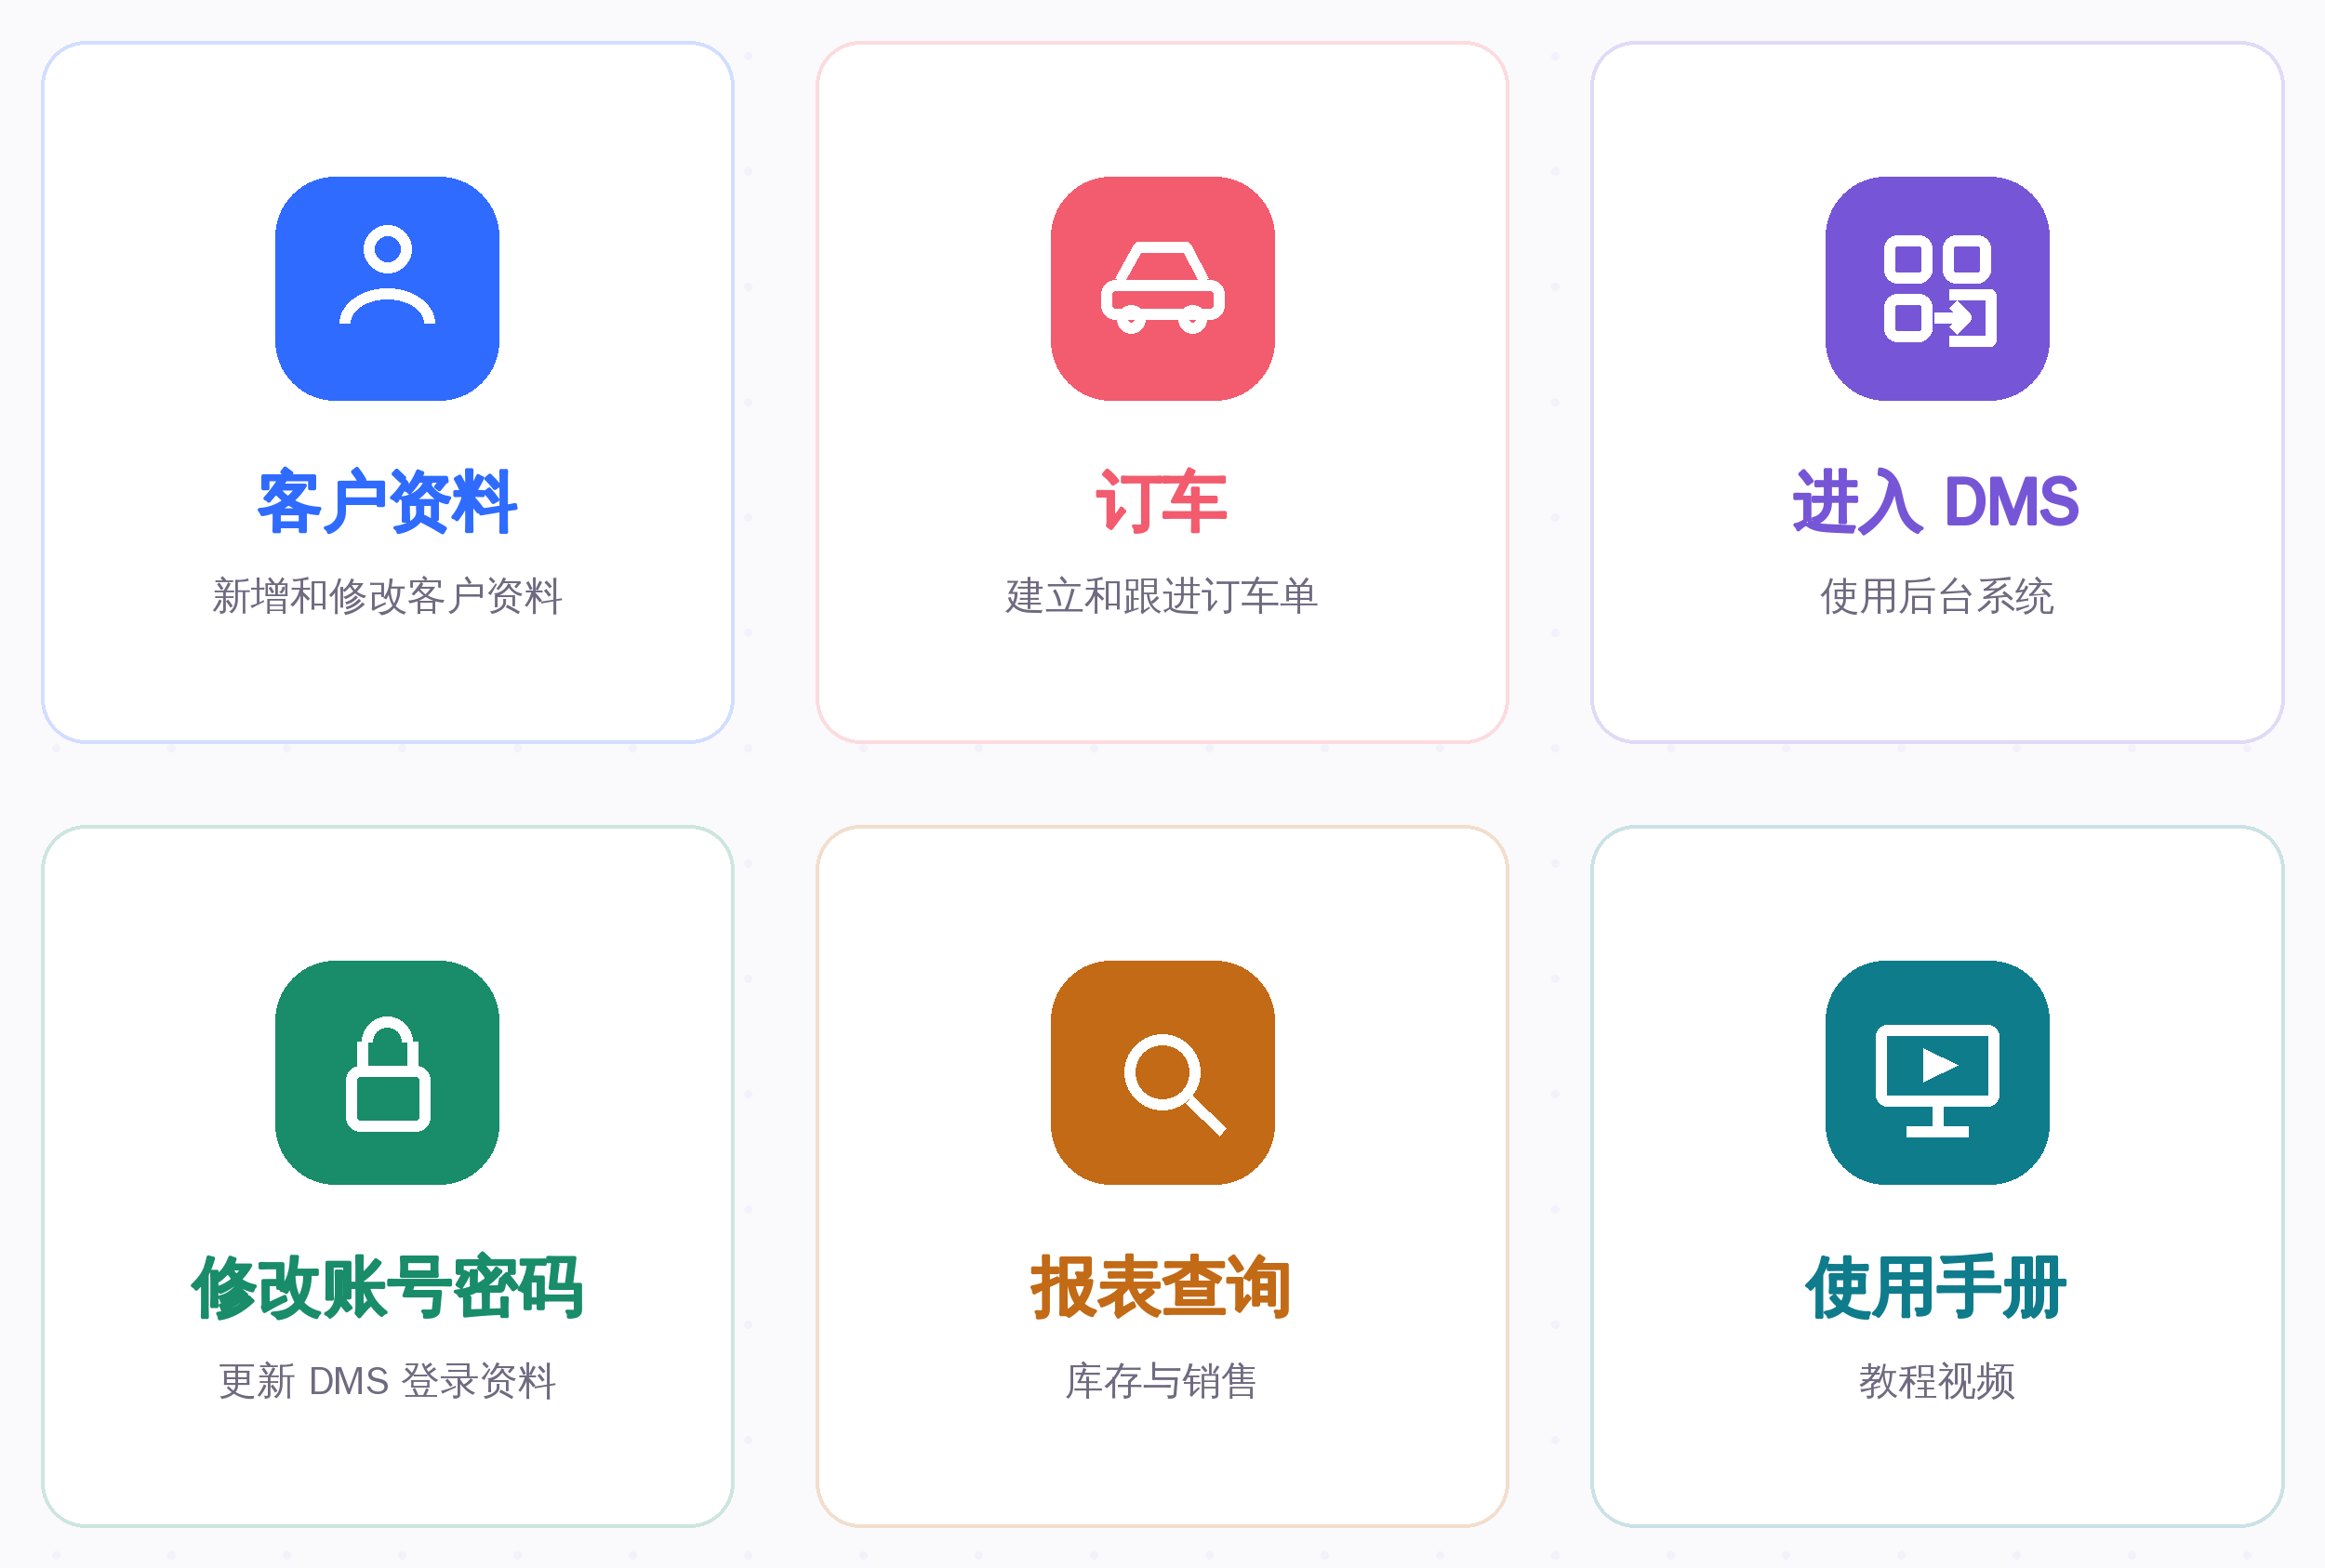 客户资料
新增和修改客户资料
订车
建立和跟进订车单
进入 DMS
使用后台系统
修改账号密码
更新 DMS 登录资料
报表查询
库存与销售
使用手册
教程视频